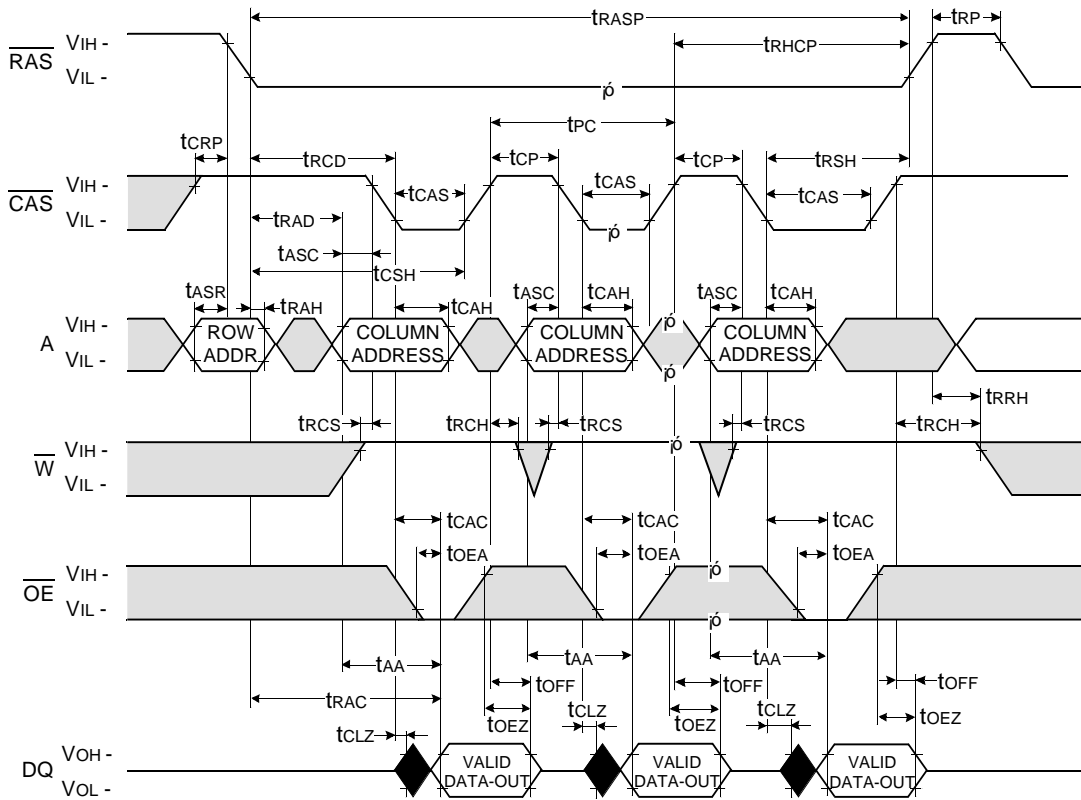 tRASP
tRP
tRHCP
RAS
VIH -
VIL -
¡ó
tCRP
tPC
tRCD
tCP
tCP
tRSH
CAS
VIH -
VIL -
tCAS
tCAS
tCAS
¡ó
tRAD
tASC
tCSH
tASR
tRAH
tCAH
tASC
tCAH
tASC
tCAH
A
VIH -
VIL -
ROW
ADDR
COLUMN
ADDRESS
COLUMN
ADDRESS
¡ó
¡ó
COLUMN
ADDRESS
tRRH
tRCS
tRCH
tRCS
tRCS
tRCH
W
VIH -
VIL -
¡ó
tCAC
tCAC
tCAC
tOEA
tOEA
tOEA
OE
VIH -
VIL -
¡ó
¡ó
tAA
tAA
tAA
tRAC
tOFF
tOFF
tOFF
tCLZ
tOEZ
tCLZ
tOEZ
tCLZ
tOEZ
DQ
VOH -
VOL -
VALID
DATA-OUT
VALID
DATA-OUT
VALID
DATA-OUT